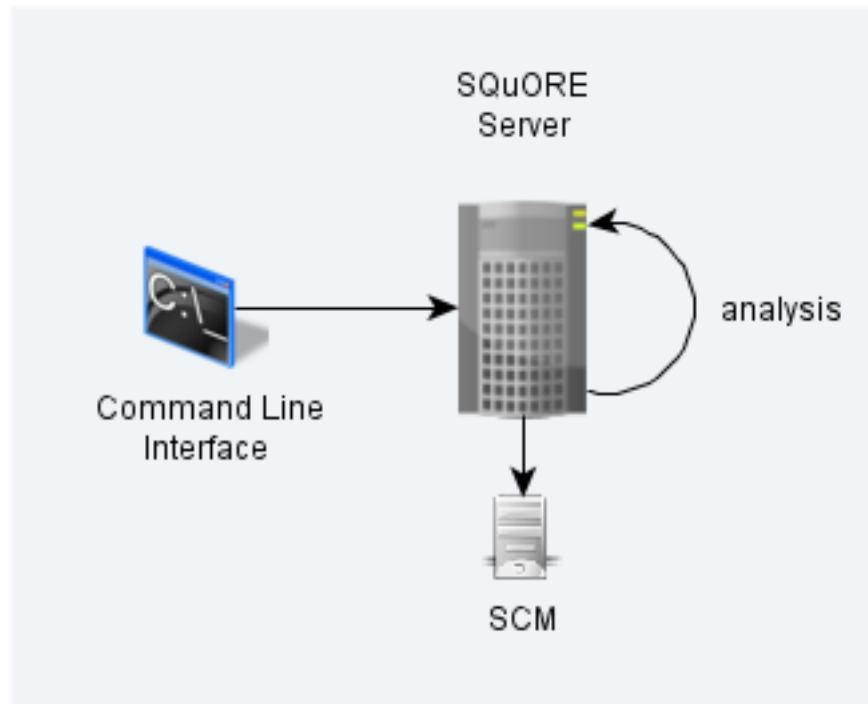 SQuORE
Server
C:\_
analysis
Command Line
Interface
SCM